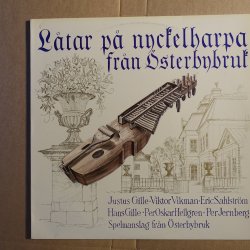 Låtar på nyckelharpa
från Österbybruk
Justus Gille · Viktor Vikman · Eric Sahlström
Hans Gille · Per Oskar Hellgren · Per Jernberg
Spelmanslag från Österbybruk